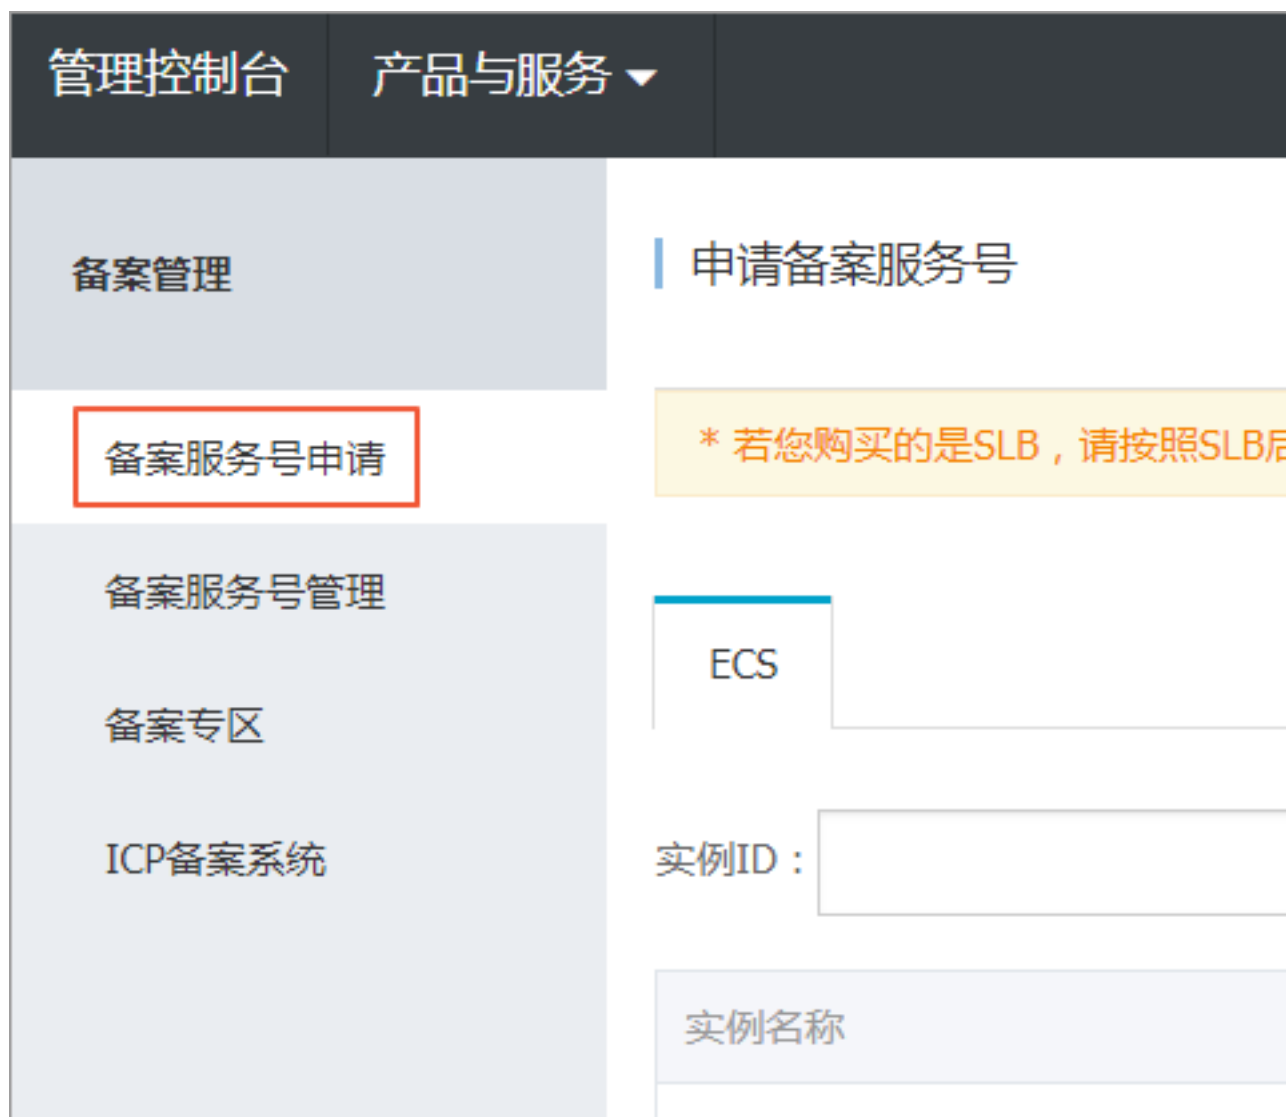 管理控制台 产品与服务
备案管理
申请备案服务号
备案服务号申请
* 若您购买的是SLB，请按照SLB后
备案服务号管理
ECS
备案专区
ICP备案系统
实例ID：
实例名称